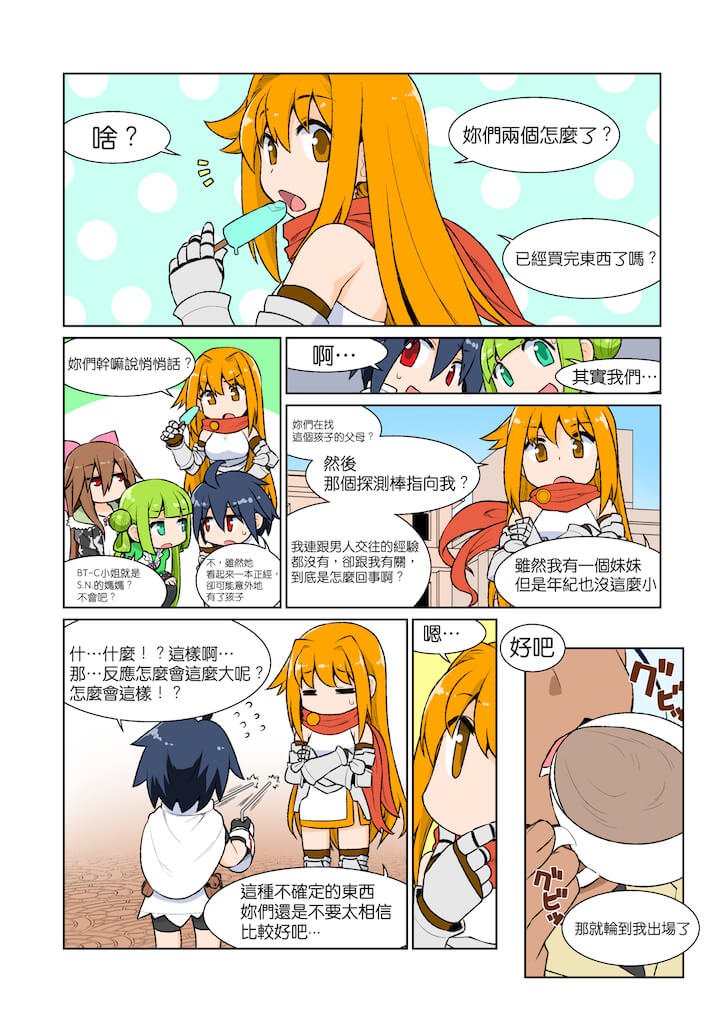 妳們兩個怎麼了？
啥？
已經買完東西了嗎？
啊⋯
其實我們⋯
妳們幹嘛說悄悄話？
BT-C小姐就是
S.N.的媽媽？
不會吧？
不，雖然她
看起來一本正經，
卻可能意外地
有了孩子
妳們在找
這個孩子的父母？
然後
那個探測棒指向我？
我連跟男人交往的經驗
都沒有，卻跟我有關，
到底是怎麼回事啊？
雖然我有一個妹妹
但是年紀也沒這麼小
什⋯什麼！？這樣啊⋯
那⋯反應怎麼會這麼大呢？
怎麼會這樣！？
這種不確定的東西
妳們還是不要太相信
比較好吧⋯
嗯⋯
好吧
グビッ
グビッ
那就輪到我出場了